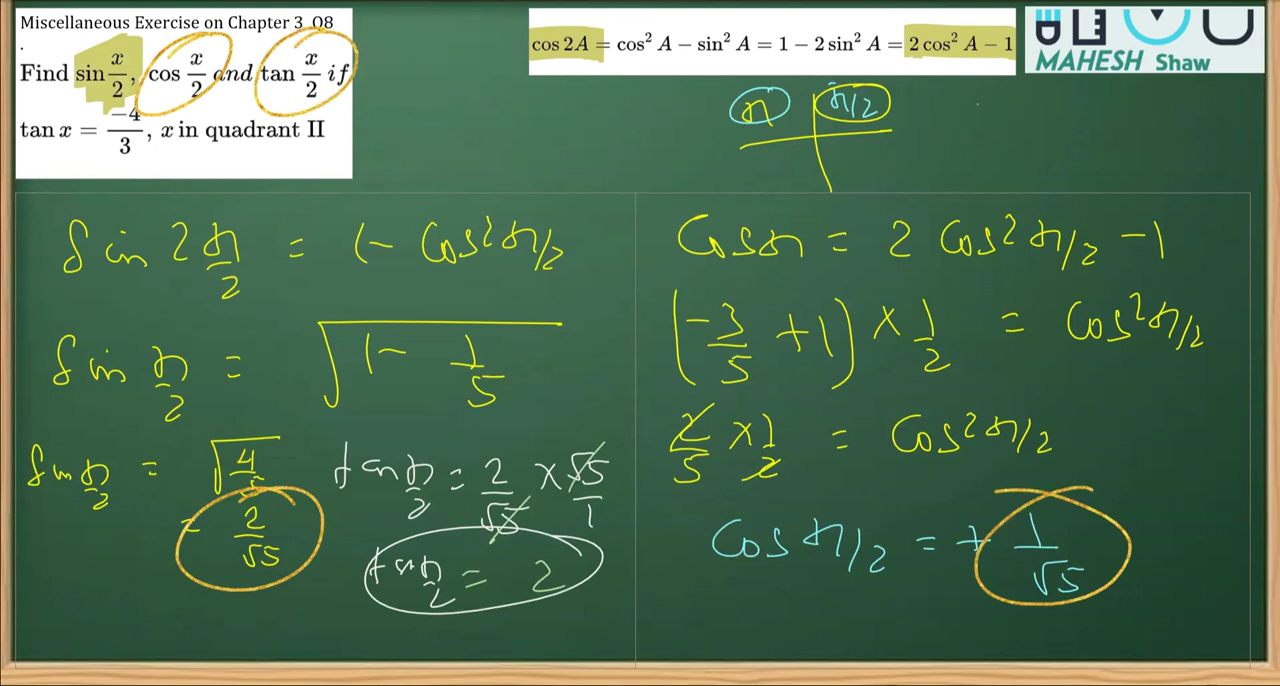 Miscellaneous Exercise on Chapter 3 Q8
.
Find sin x/2, cos x/2 and tan x/2 if
tan x = -4/3, x in quadrant II
cos 2A = cos² A − sin² A = 1 − 2 sin² A = 2 cos² A − 1
MAHESH Shaw
x x/2
Sin² x/2 = 1 - Cos² x/2
Sin x/2 = √(1 - 1/5)
Sin x/2 = √(4/5)
= 2/√5
tan x/2 = 2/√5 × √5/1
tan x/2 = 2
Cos x = 2 Cos² x/2 - 1
(-3/5 + 1) × 1/2 = Cos² x/2
2/5 × 1/2 = Cos² x/2
Cos x/2 = + 1/√5